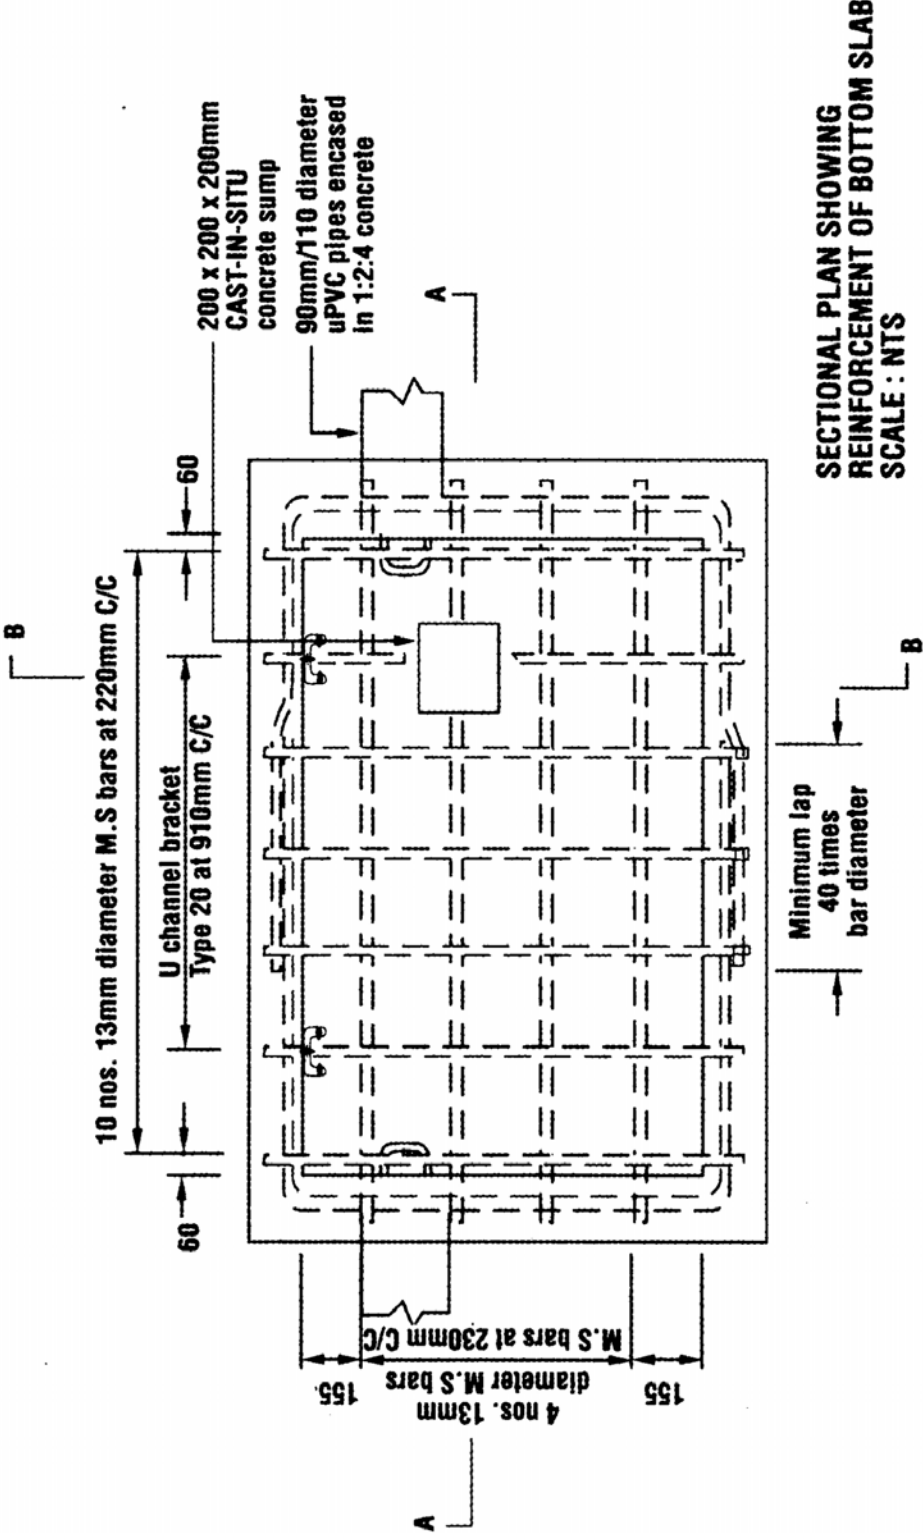 B
10 nos. 13mm diameter M.S bars at 220mm C/C
60
60
U channel bracket
Type 20 at 910mm C/C
200 x 200 x 200mm
CAST-IN-SITU
concrete sump
90mm/110 diameter
uPVC pipes encased
in 1:2:4 concrete
A
A
155
4 nos. 13mm
diameter M.S bars
M.S bars at 230mm C/C
155
Minimum lap
40 times
bar diameter
B
SECTIONAL PLAN SHOWING
REINFORCEMENT OF BOTTOM SLAB
SCALE : NTS